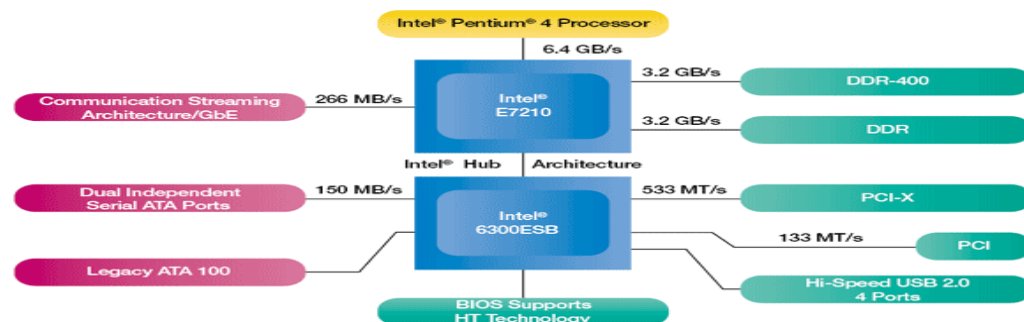 Intel® Pentium® 4 Processor
6.4 GB/s
3.2 GB/s
DDR-400
Communication Streaming
Architecture/GbE
266 MB/s
Intel®
E7210
3.2 GB/s
DDR
Intel® Hub Architecture
Dual Independent
Serial ATA Ports
150 MB/s
Intel®
6300ESB
533 MT/s
PCI-X
133 MT/s
PCI
Legacy ATA 100
Hi-Speed USB 2.0
4 Ports
BIOS Supports
HT Technology